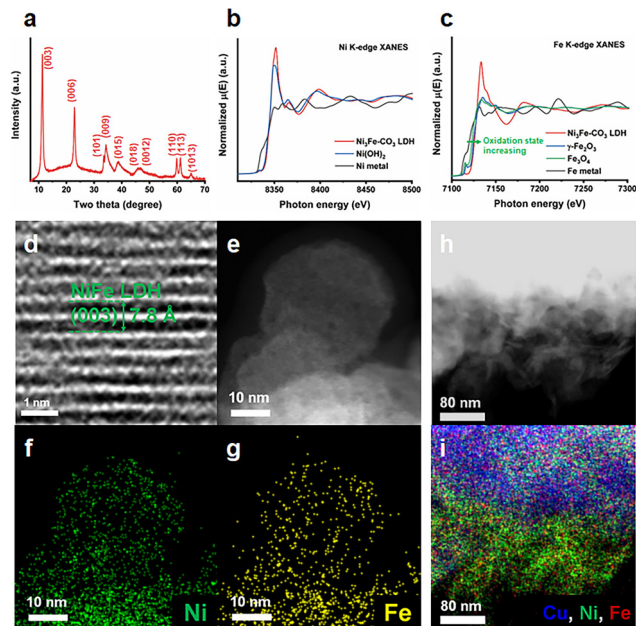 a
Intensity (a.u.)
(003)
(006)
(101)
(009)
(015)
(018)
(0012)
(110)
(113)
(1013)
10 20 30 40 50 60 70
Two theta (degree)
b
Normalized μ(E) (a.u.)
Ni K-edge XANES
Ni₃Fe-CO₃ LDH
Ni(OH)₂
Ni metal
8400 8450 8500
Photon energy (eV)
c
Normalized μ(E) (a.u.)
Fe K-edge XANES
Oxidation state
increasing
Ni₃Fe-CO₃ LDH
γ-Fe₂O₃
Fe₃O₄
Fe metal
7100 7150 7200 7250 7300
Photon energy (eV)
d
NiFe LDH
(003) 7.8 Å
1 nm
e
10 nm
h
80 nm
f
10 nm
Ni
g
10 nm
Fe
i
80 nm
Cu, Ni, Fe